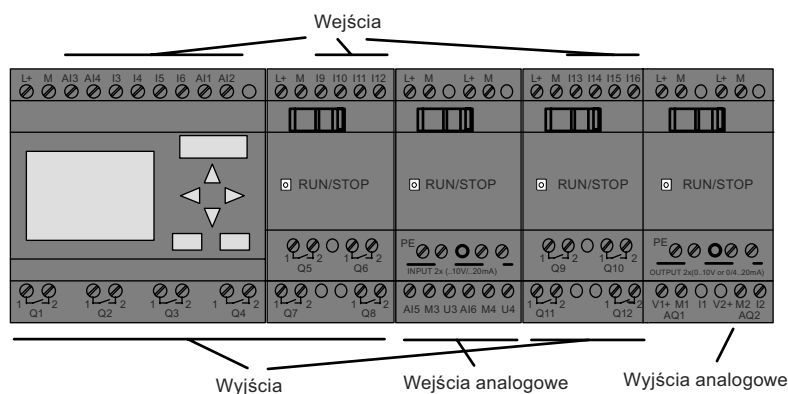 Wejścia
L+ M AI3 AI4 I3 I4 I5 I6 AI1 AI2 L+ M I9 I10 I11 I12 L+ M L+ M L+ M I13 I14 I15 I16 L+ M L+ M
RUN/STOP RUN/STOP RUN/STOP RUN/STOP
1 2 1 2 PE 1 2 1 2 PE
Q5 Q6 INPUT 2x (..10V/..20mA) Q9 Q10 OUTPUT 2x(0..10V or 0/4..20mA)
1 2 1 2 1 2 1 2 1 2 1 2 AI5 M3 U3 AI6 M4 U4 1 2 1 2 V1+ M1 I1 V2+ M2 I2
Q1 Q2 Q3 Q4 Q7 Q8 Q11 Q12 AQ1 AQ2
Wyjścia Wejścia analogowe Wyjścia analogowe